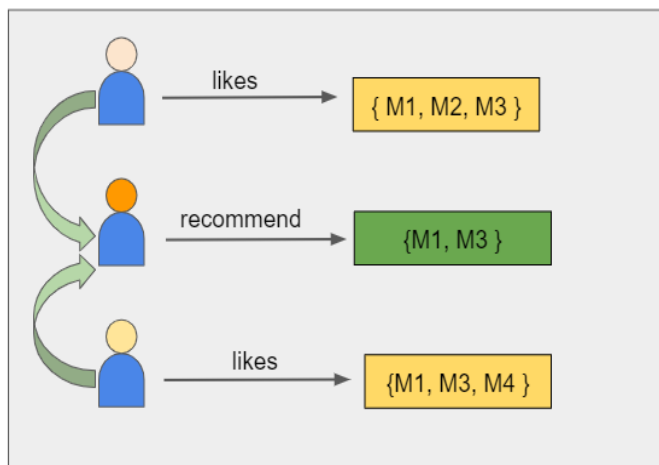 likes
{ M1, M2, M3 }
recommend
{M1, M3 }
likes
{M1, M3, M4 }